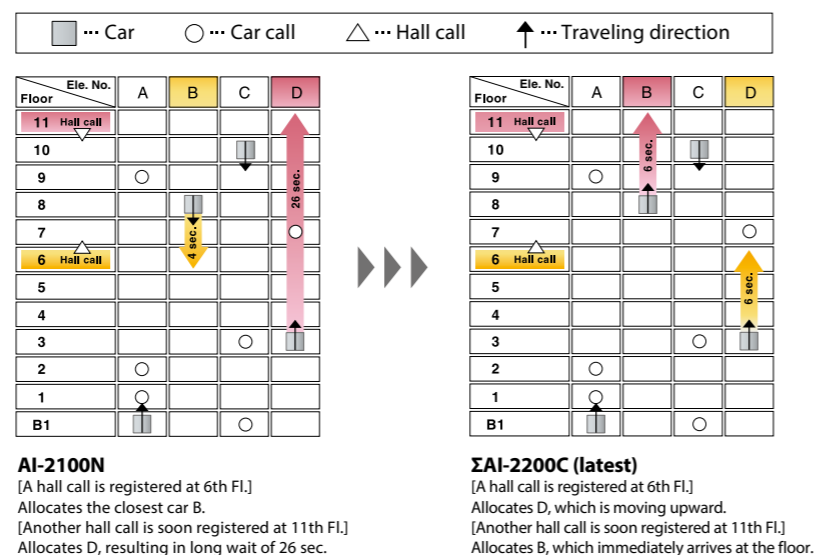 ··· Car ··· Car call ··· Hall call ··· Traveling direction
Ele. No.
Floor A B C D
11 Hall call
10
9
8
7
6 Hall call
5
4
3
2
1
B1
4 sec.
26 sec.
Ele. No.
Floor A B C D
11 Hall call
10
9
8
7
6 Hall call
5
4
3
2
1
B1
6 sec.
6 sec.
AI-2100N
[A hall call is registered at 6th Fl.]
Allocates the closest car B.
[Another hall call is soon registered at 11th Fl.]
Allocates D, resulting in long wait of 26 sec.
ΣAI-2200C (latest)
[A hall call is registered at 6th Fl.]
Allocates D, which is moving upward.
[Another hall call is soon registered at 11th Fl.]
Allocates B, which immediately arrives at the floor.